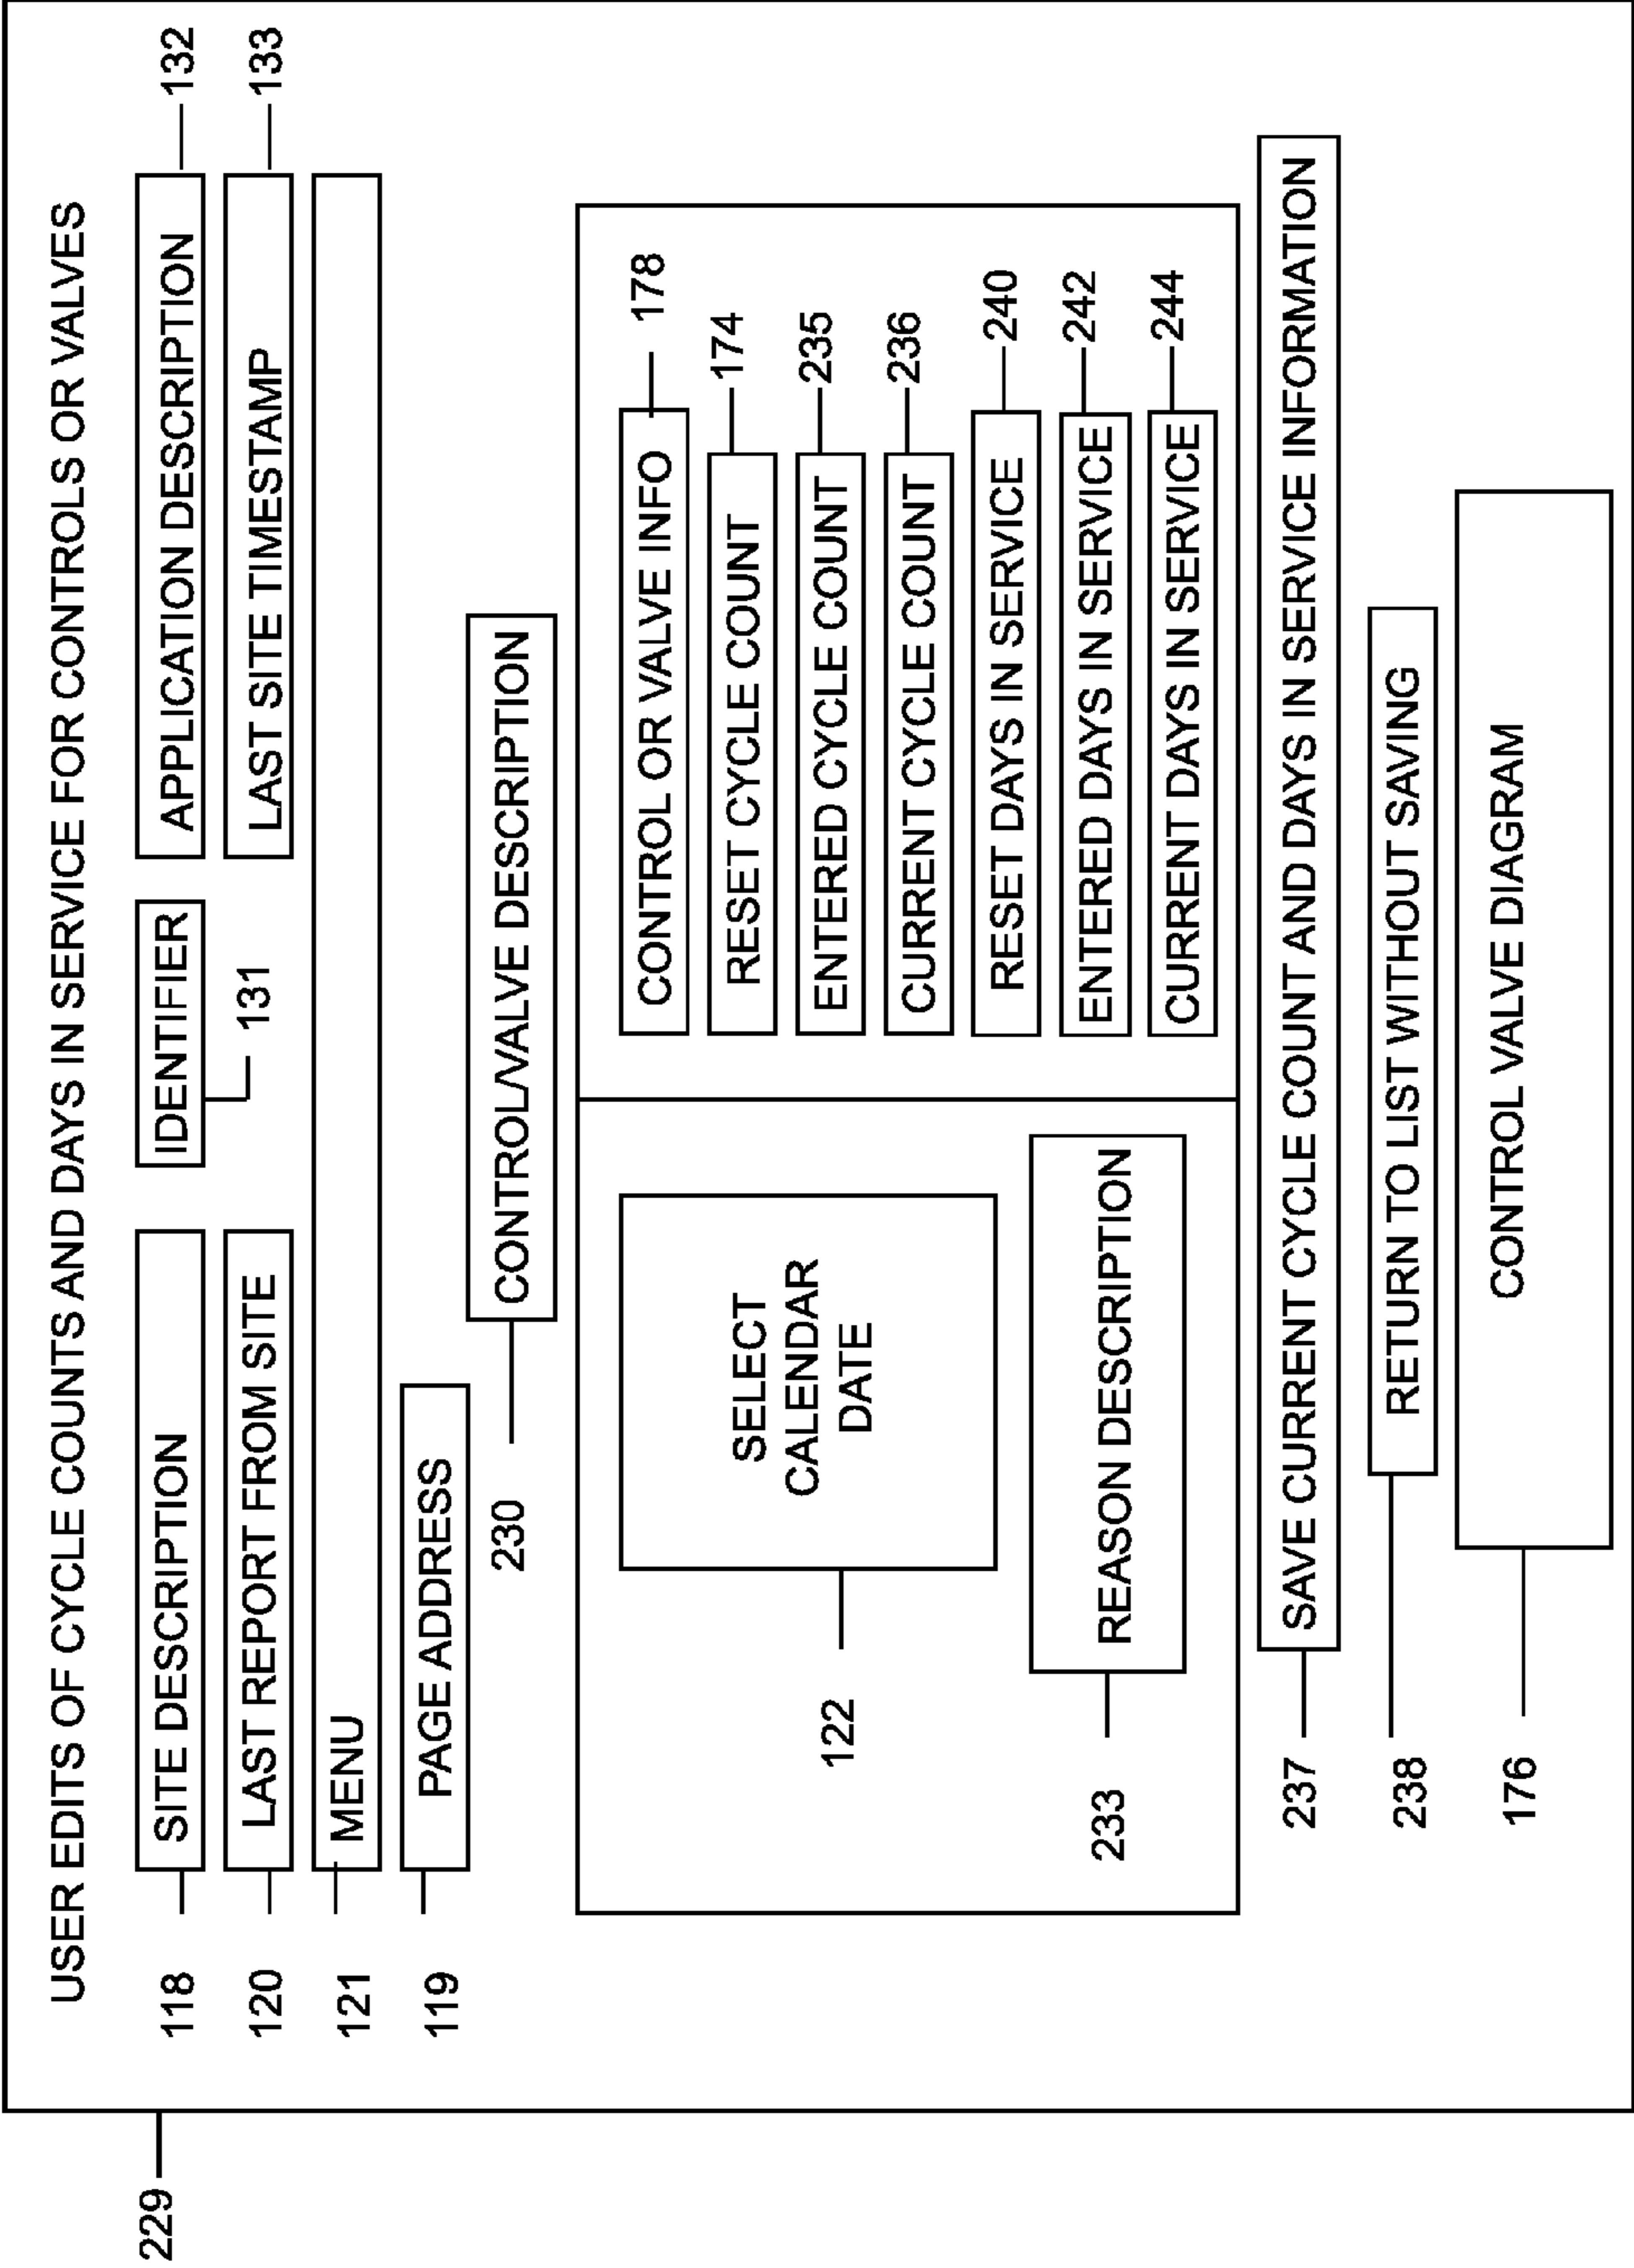 USER EDITS OF CYCLE COUNTS AND DAYS IN SERVICE FOR CONTROLS OR VALVES
229
118
SITE DESCRIPTION
IDENTIFIER
131
APPLICATION DESCRIPTION
132
120
LAST REPORT FROM SITE
LAST SITE TIMESTAMP
133
121
MENU
119
PAGE ADDRESS
230
CONTROL/VALVE DESCRIPTION
122
SELECT
CALENDAR
DATE
233
REASON DESCRIPTION
CONTROL OR VALVE INFO
178
RESET CYCLE COUNT
174
ENTERED CYCLE COUNT
235
CURRENT CYCLE COUNT
236
RESET DAYS IN SERVICE
240
ENTERED DAYS IN SERVICE
242
CURRENT DAYS IN SERVICE
244
237
SAVE CURRENT CYCLE COUNT AND DAYS IN SERVICE INFORMATION
238
RETURN TO LIST WITHOUT SAVING
176
CONTROL VALVE DIAGRAM